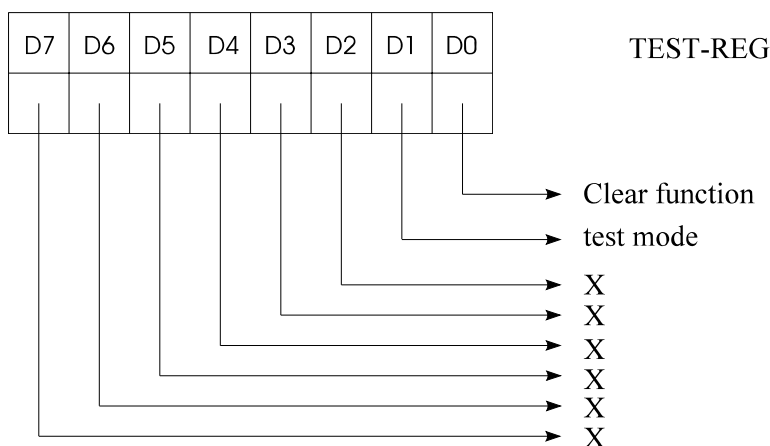 D7 D6 D5 D4 D3 D2 D1 D0 TEST-REG
Clear function
test mode
X
X
X
X
X
X